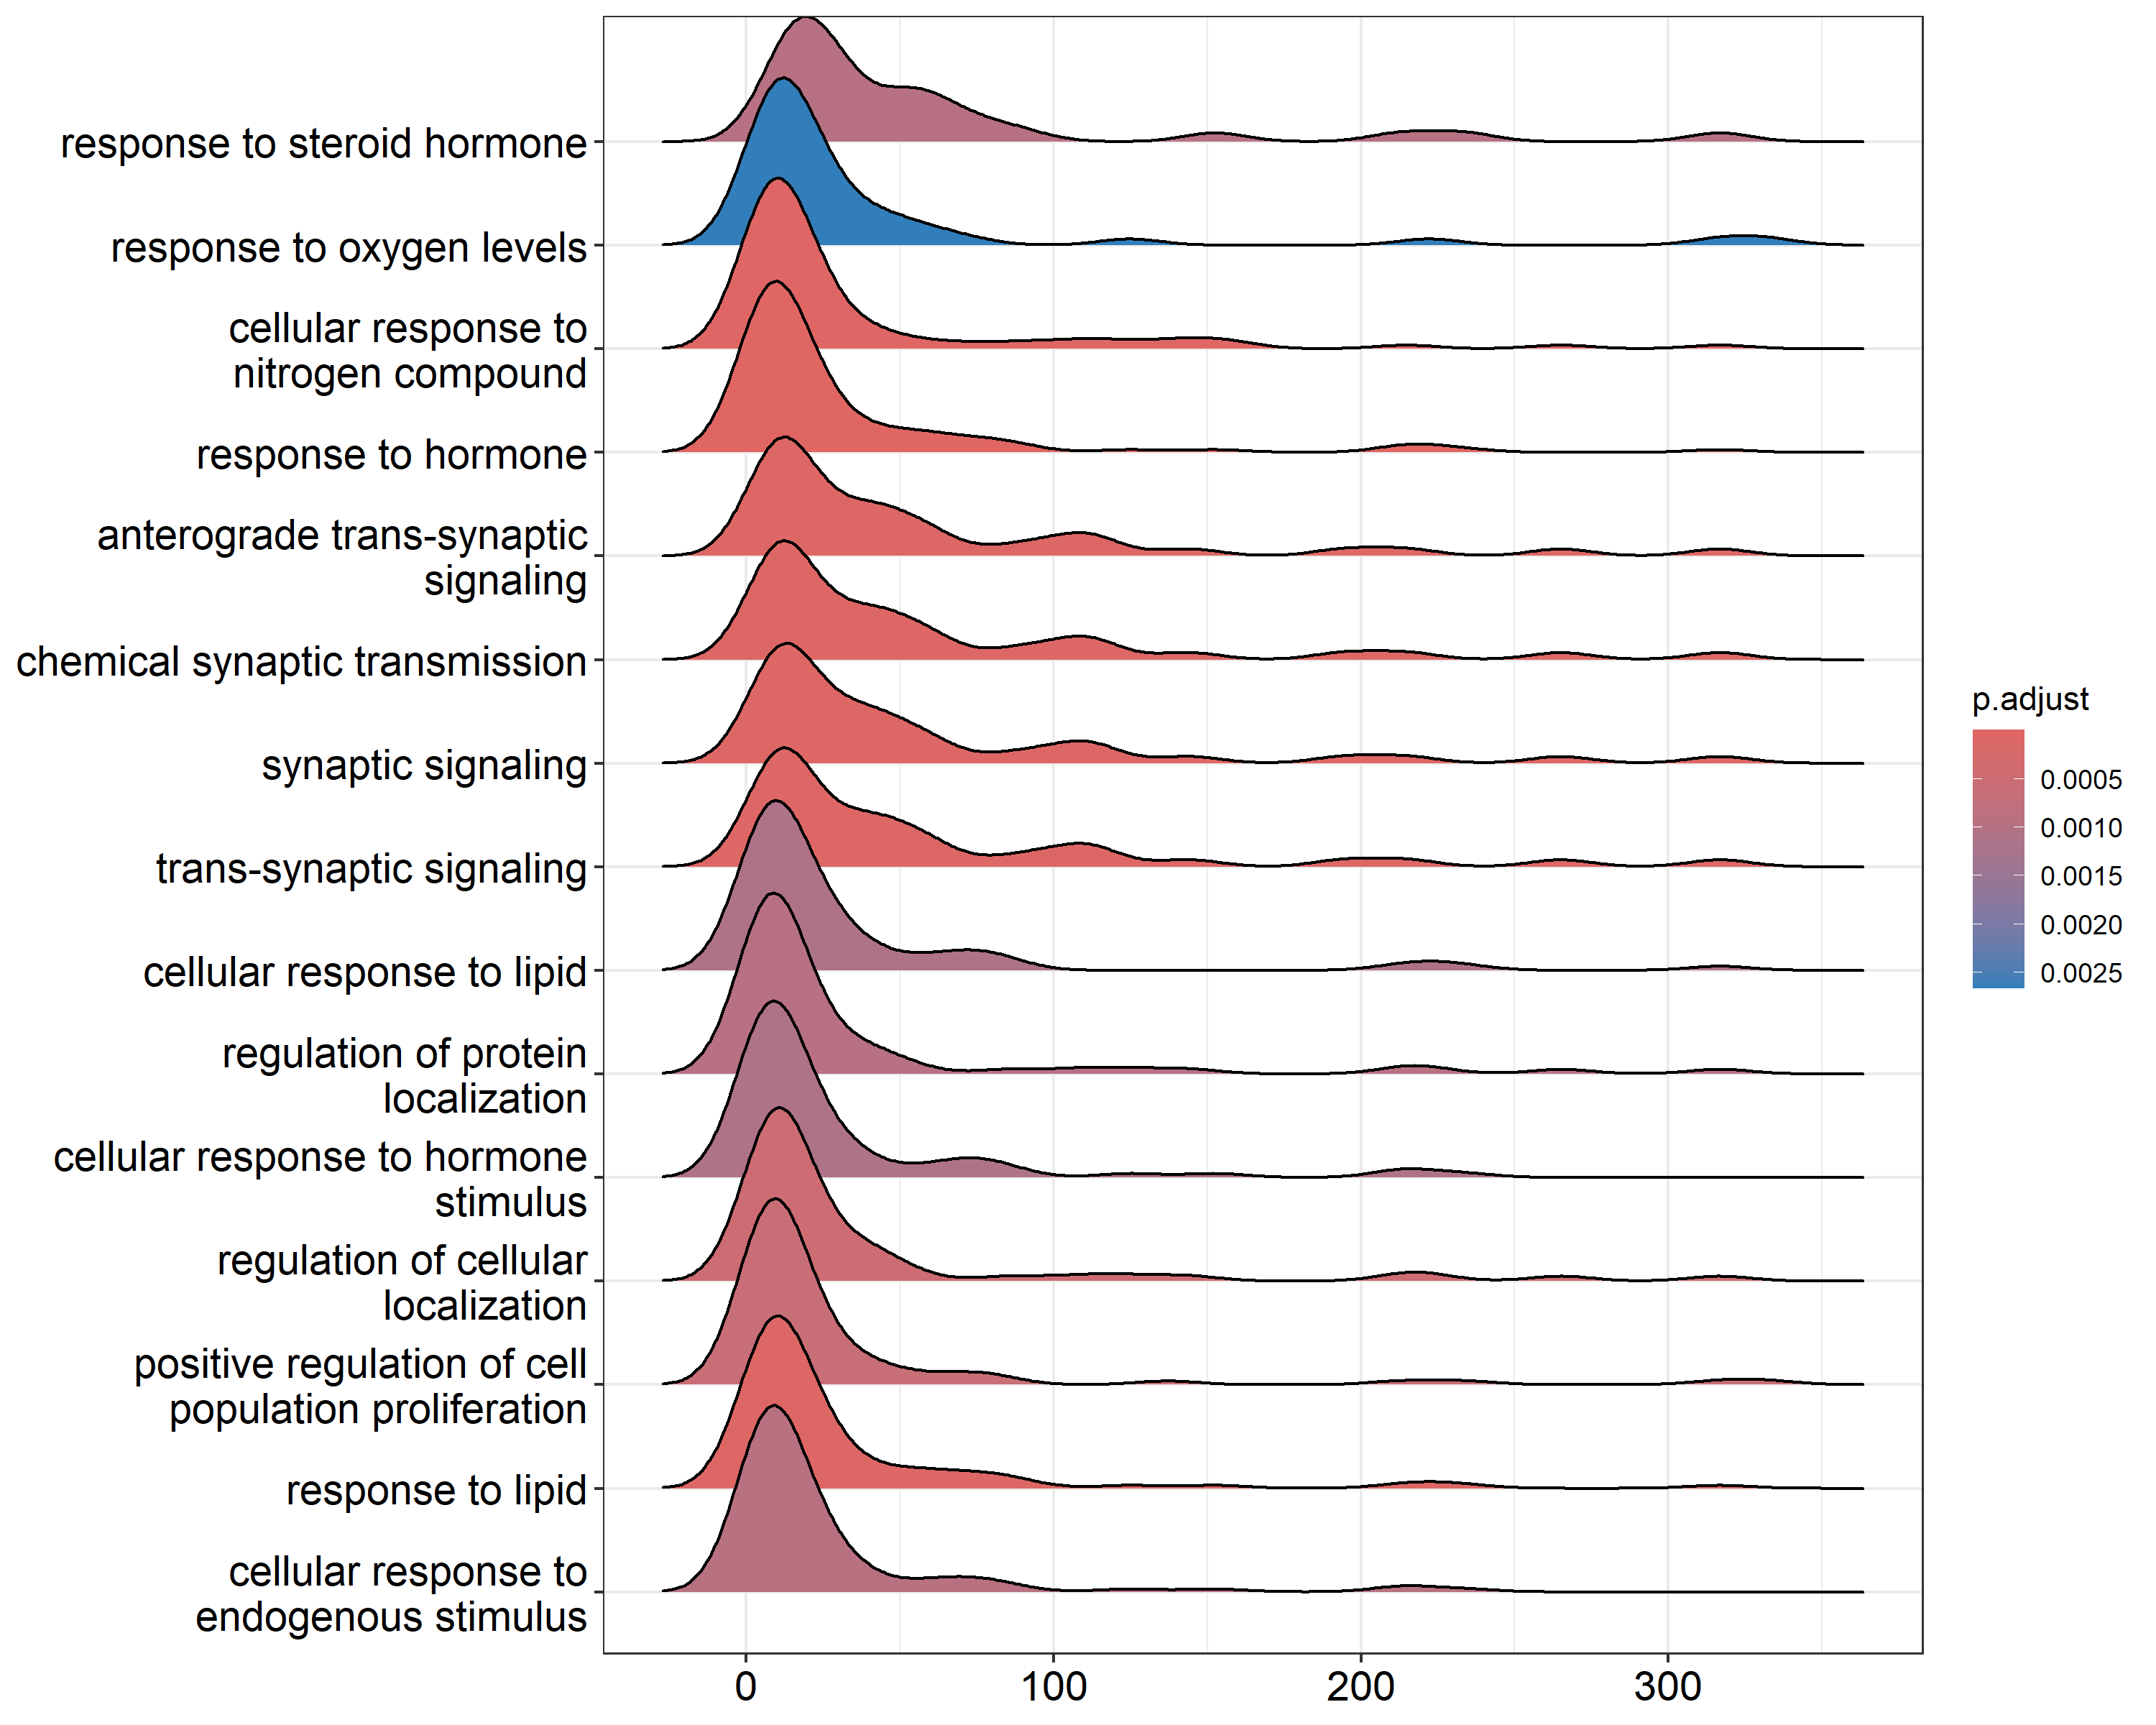 response to steroid hormone
response to oxygen levels
cellular response to
nitrogen compound
response to hormone
anterograde trans-synaptic
signaling
chemical synaptic transmission
synaptic signaling
trans-synaptic signaling
cellular response to lipid
regulation of protein
localization
cellular response to hormone
stimulus
regulation of cellular
localization
positive regulation of cell
population proliferation
response to lipid
cellular response to
endogenous stimulus
0 100 200 300
p.adjust
0.0005
0.0010
0.0015
0.0020
0.0025